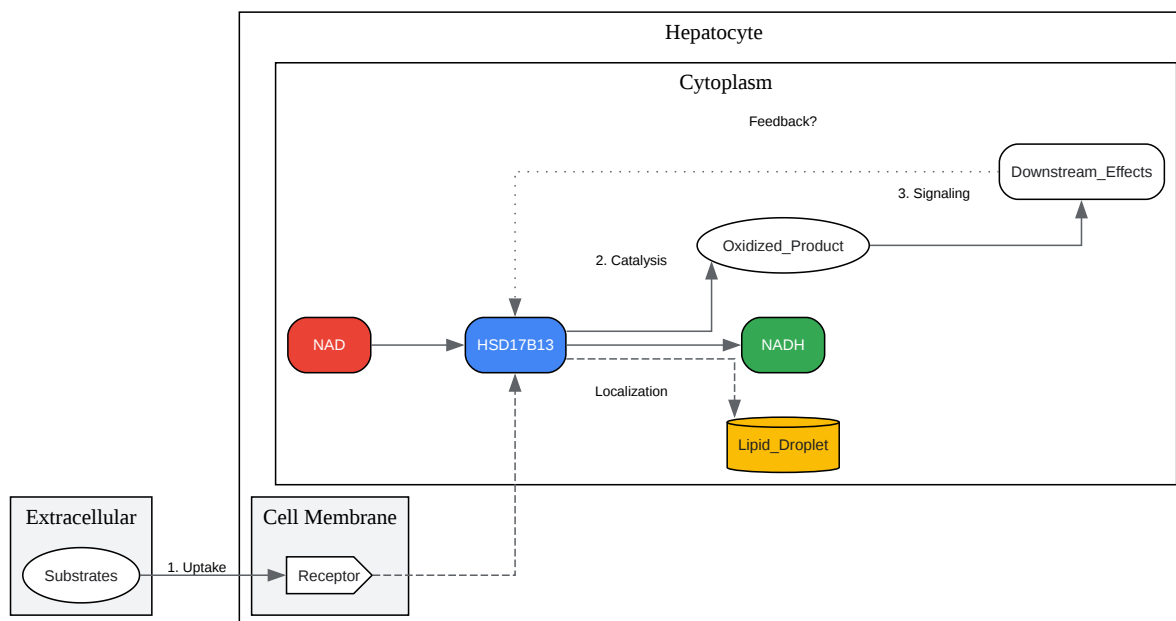 Hepatocyte
Cytoplasm
Feedback?
Downstream_Effects
3. Signaling
Oxidized_Product
2. Catalysis
NAD
HSD17B13
NADH
Localization
Lipid_Droplet
Extracellular
Cell Membrane
Substrates
1. Uptake
Receptor